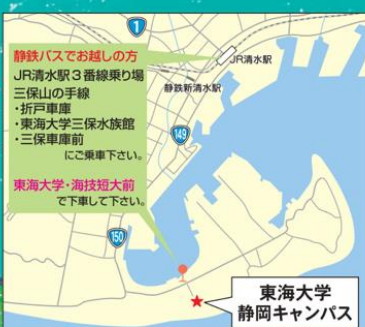 1
静鉄バスでお越しの方
JR清水駅3番線乗り場
三保山の手線
・折戸車庫
・東海大学三保水族館
・三保車庫前
にご乗車下さい。
東海大学・海技短大前
で下車して下さい。
JR清水駅
静鉄新清水駅
149
150
東海大学
静岡キャンパス